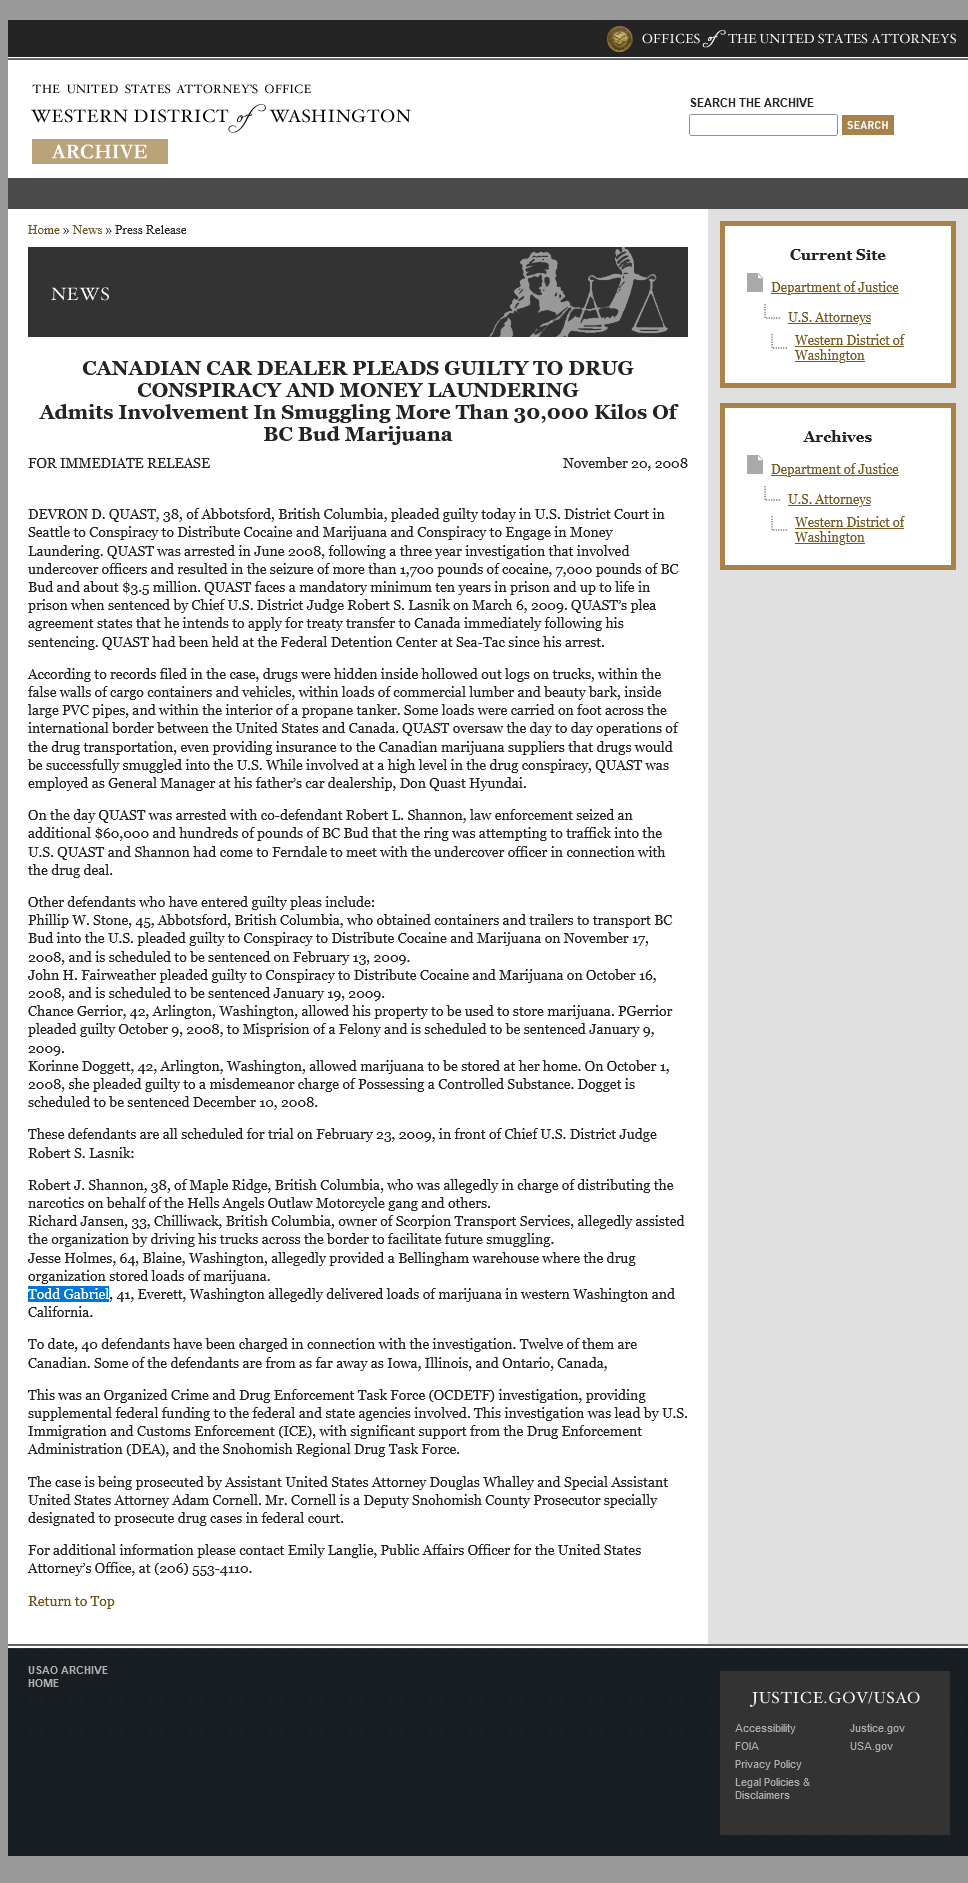 OFFICES of THE UNITED STATES ATTORNEYS
THE UNITED STATES ATTORNEY'S OFFICE
WESTERN DISTRICT of WASHINGTON
ARCHIVE
SEARCH THE ARCHIVE
SEARCH
Home » News » Press Release
NEWS
CANADIAN CAR DEALER PLEADS GUILTY TO DRUG
CONSPIRACY AND MONEY LAUNDERING
Admits Involvement In Smuggling More Than 30,000 Kilos Of
BC Bud Marijuana
FOR IMMEDIATE RELEASE November 20, 2008
DEVRON D. QUAST, 38, of Abbotsford, British Columbia, pleaded guilty today in U.S. District Court in
Seattle to Conspiracy to Distribute Cocaine and Marijuana and Conspiracy to Engage in Money
Laundering. QUAST was arrested in June 2008, following a three year investigation that involved
undercover officers and resulted in the seizure of more than 1,700 pounds of cocaine, 7,000 pounds of BC
Bud and about $3.5 million. QUAST faces a mandatory minimum ten years in prison and up to life in
prison when sentenced by Chief U.S. District Judge Robert S. Lasnik on March 6, 2009. QUAST's plea
agreement states that he intends to apply for treaty transfer to Canada immediately following his
sentencing. QUAST had been held at the Federal Detention Center at Sea-Tac since his arrest.
According to records filed in the case, drugs were hidden inside hollowed out logs on trucks, within the
false walls of cargo containers and vehicles, within loads of commercial lumber and beauty bark, inside
large PVC pipes, and within the interior of a propane tanker. Some loads were carried on foot across the
international border between the United States and Canada. QUAST oversaw the day to day operations of
the drug transportation, even providing insurance to the Canadian marijuana suppliers that drugs would
be successfully smuggled into the U.S. While involved at a high level in the drug conspiracy, QUAST was
employed as General Manager at his father's car dealership, Don Quast Hyundai.
On the day QUAST was arrested with co-defendant Robert L. Shannon, law enforcement seized an
additional $60,000 and hundreds of pounds of BC Bud that the ring was attempting to traffick into the
U.S. QUAST and Shannon had come to Ferndale to meet with the undercover officer in connection with
the drug deal.
Other defendants who have entered guilty pleas include:
Phillip W. Stone, 45, Abbotsford, British Columbia, who obtained containers and trailers to transport BC
Bud into the U.S. pleaded guilty to Conspiracy to Distribute Cocaine and Marijuana on November 17,
2008, and is scheduled to be sentenced on February 13, 2009.
John H. Fairweather pleaded guilty to Conspiracy to Distribute Cocaine and Marijuana on October 16,
2008, and is scheduled to be sentenced January 19, 2009.
Chance Gerrior, 42, Arlington, Washington, allowed his property to be used to store marijuana. PGerrior
pleaded guilty October 9, 2008, to Misprision of a Felony and is scheduled to be sentenced January 9,
2009.
Korinne Doggett, 42, Arlington, Washington, allowed marijuana to be stored at her home. On October 1,
2008, she pleaded guilty to a misdemeanor charge of Possessing a Controlled Substance. Dogget is
scheduled to be sentenced December 10, 2008.
These defendants are all scheduled for trial on February 23, 2009, in front of Chief U.S. District Judge
Robert S. Lasnik:
Robert J. Shannon, 38, of Maple Ridge, British Columbia, who was allegedly in charge of distributing the
narcotics on behalf of the Hells Angels Outlaw Motorcycle gang and others.
Richard Jansen, 33, Chilliwack, British Columbia, owner of Scorpion Transport Services, allegedly assisted
the organization by driving his trucks across the border to facilitate future smuggling.
Jesse Holmes, 64, Blaine, Washington, allegedly provided a Bellingham warehouse where the drug
organization stored loads of marijuana.
Todd Gabriel, 41, Everett, Washington allegedly delivered loads of marijuana in western Washington and
California.
To date, 40 defendants have been charged in connection with the investigation. Twelve of them are
Canadian. Some of the defendants are from as far away as Iowa, Illinois, and Ontario, Canada,
This was an Organized Crime and Drug Enforcement Task Force (OCDETF) investigation, providing
supplemental federal funding to the federal and state agencies involved. This investigation was lead by U.S.
Immigration and Customs Enforcement (ICE), with significant support from the Drug Enforcement
Administration (DEA), and the Snohomish Regional Drug Task Force.
The case is being prosecuted by Assistant United States Attorney Douglas Whalley and Special Assistant
United States Attorney Adam Cornell. Mr. Cornell is a Deputy Snohomish County Prosecutor specially
designated to prosecute drug cases in federal court.
For additional information please contact Emily Langlie, Public Affairs Officer for the United States
Attorney's Office, at (206) 553-4110.
Return to Top
Current Site
Department of Justice
U.S. Attorneys
Western District of
Washington
Archives
Department of Justice
U.S. Attorneys
Western District of
Washington
USAO ARCHIVE
HOME
JUSTICE.GOV/USAO
Accessibility Justice.gov
FOIA USA.gov
Privacy Policy
Legal Policies &
Disclaimers